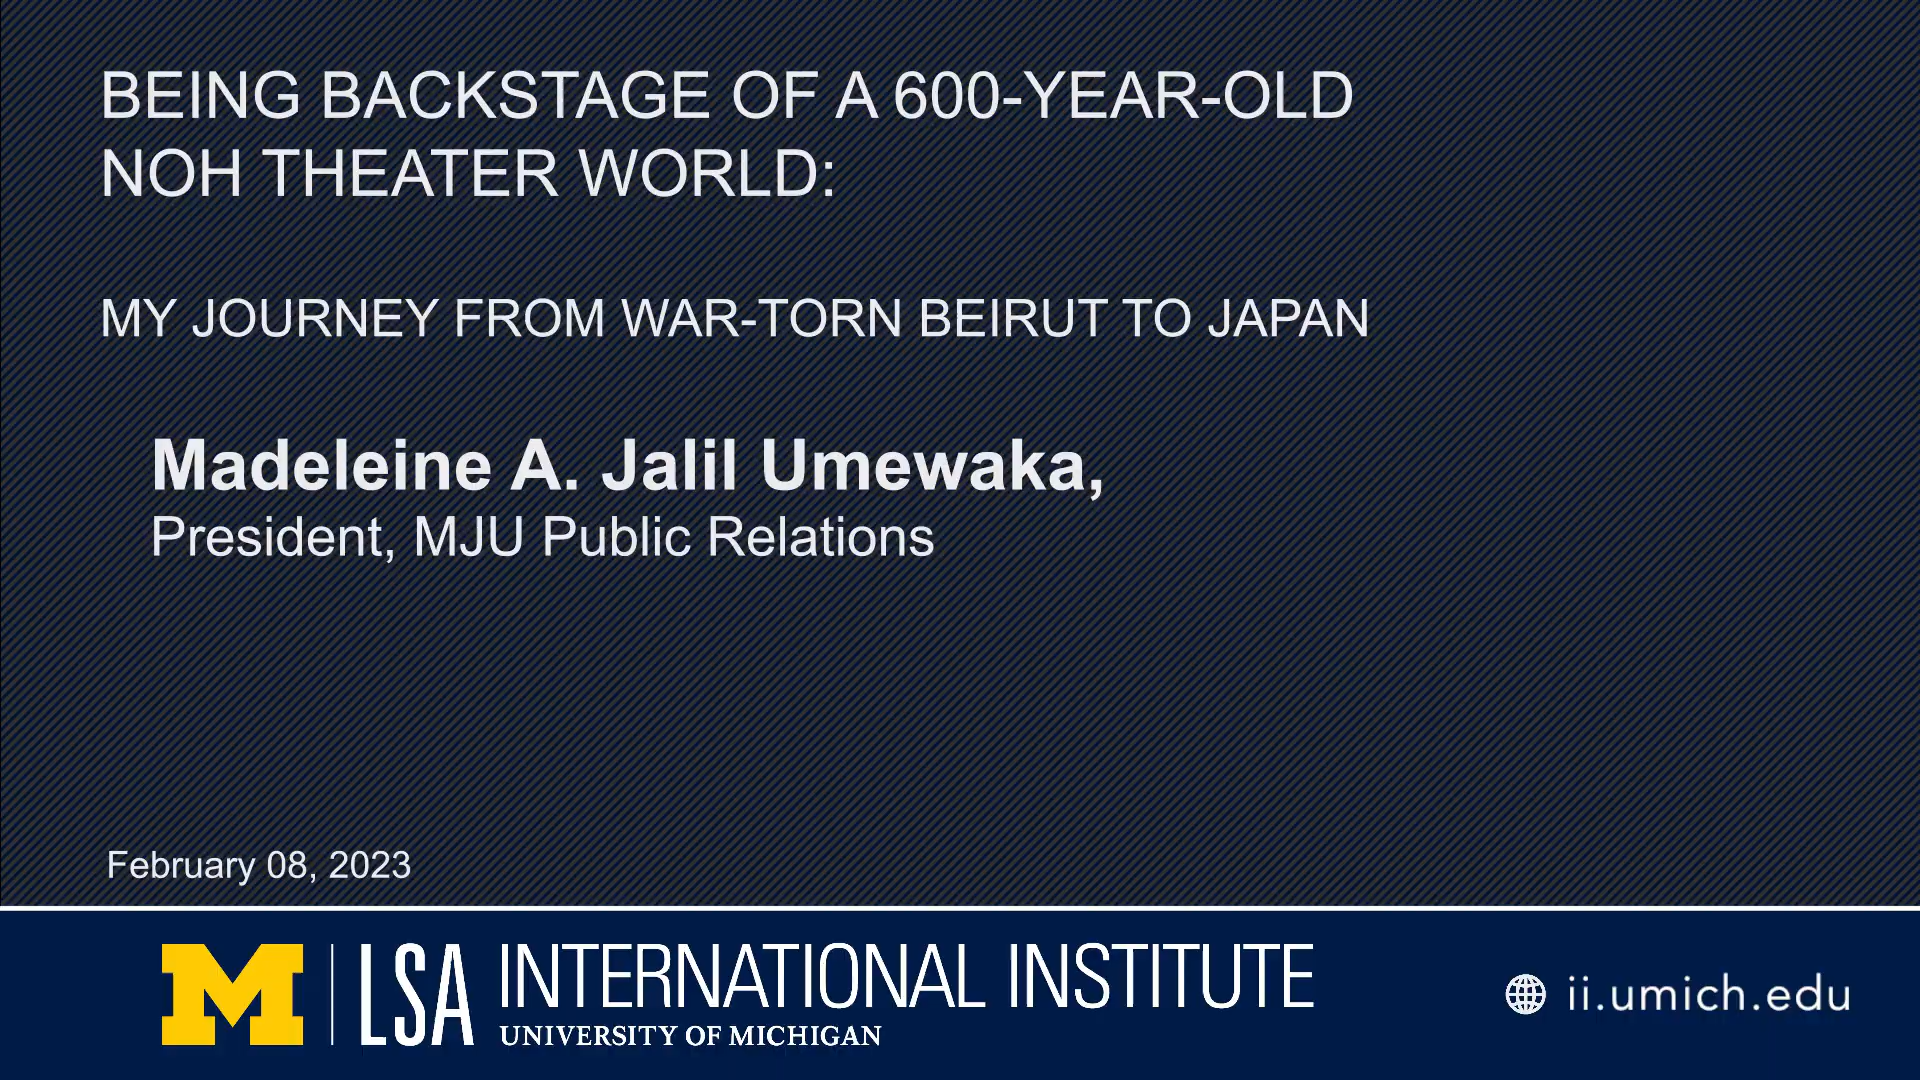 BEING BACKSTAGE OF A 600-YEAR-OLD
NOH THEATER WORLD:
MY JOURNEY FROM WAR-TORN BEIRUT TO JAPAN
Madeleine A. Jalil Umewaka,
President, MJU Public Relations
February 08, 2023
M LSA INTERNATIONAL INSTITUTE
UNIVERSITY OF MICHIGAN
ii.umich.edu